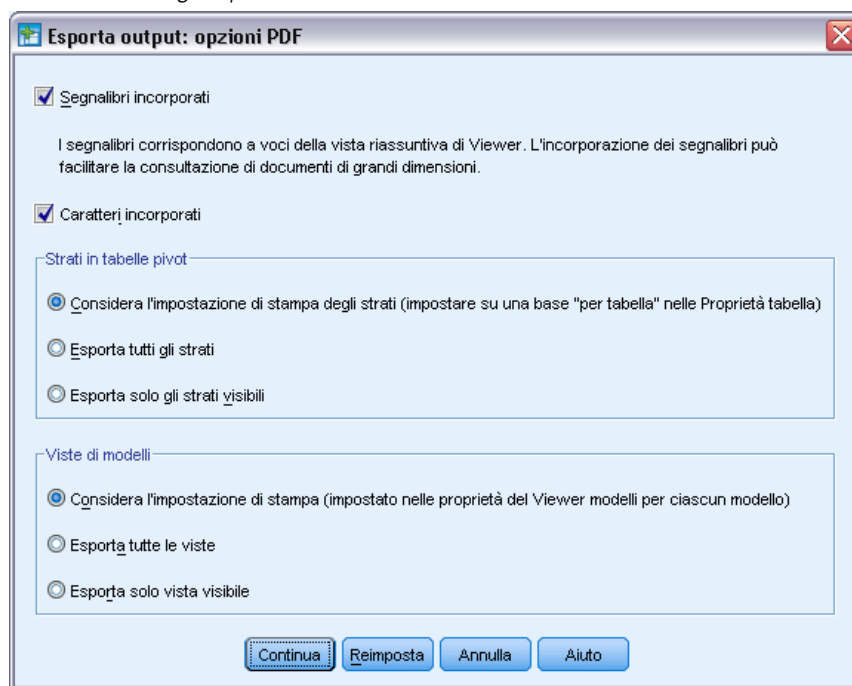 Esporta output: opzioni PDF
Segnalibri incorporati
I segnalibri corrispondono a voci della vista riassuntiva di Viewer. L'incorporazione dei segnalibri può
facilitare la consultazione di documenti di grandi dimensioni.
Caratteri incorporati
Strati in tabelle pivot
Considera l'impostazione di stampa degli strati (impostare su una base "per tabella" nelle Proprietà tabella)
Esporta tutti gli strati
Esporta solo gli strati visibili
Viste di modelli
Considera l'impostazione di stampa (impostato nelle proprietà del Viewer modelli per ciascun modello)
Esporta tutte le viste
Esporta solo vista visibile
Continua Reimposta Annulla Aiuto